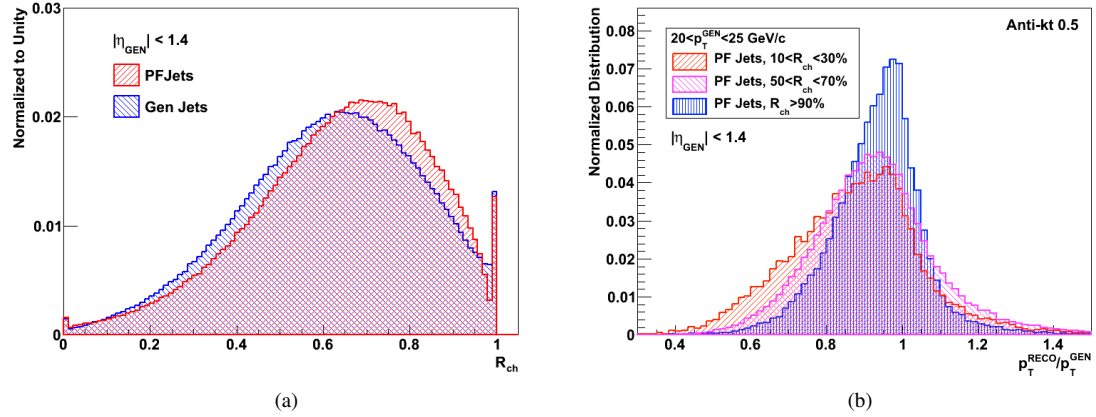 0.03
|η_GEN| < 1.4
PFJets
Gen Jets
Normalized to Unity
0.02
0.01
0
0.2
0.4
0.6
0.8
1
R_ch
(a)
Anti-kt 0.5
20<p_T^GEN<25 GeV/c
PF Jets, 10<R_ch<30%
PF Jets, 50<R_ch<70%
PF Jets, R_ch>90%
|η_GEN| < 1.4
Normalized Distribution
0.08
0.07
0.06
0.05
0.04
0.03
0.02
0.01
0
0.4
0.6
0.8
1
1.2
1.4
p_T^RECO/p_T^GEN
(b)